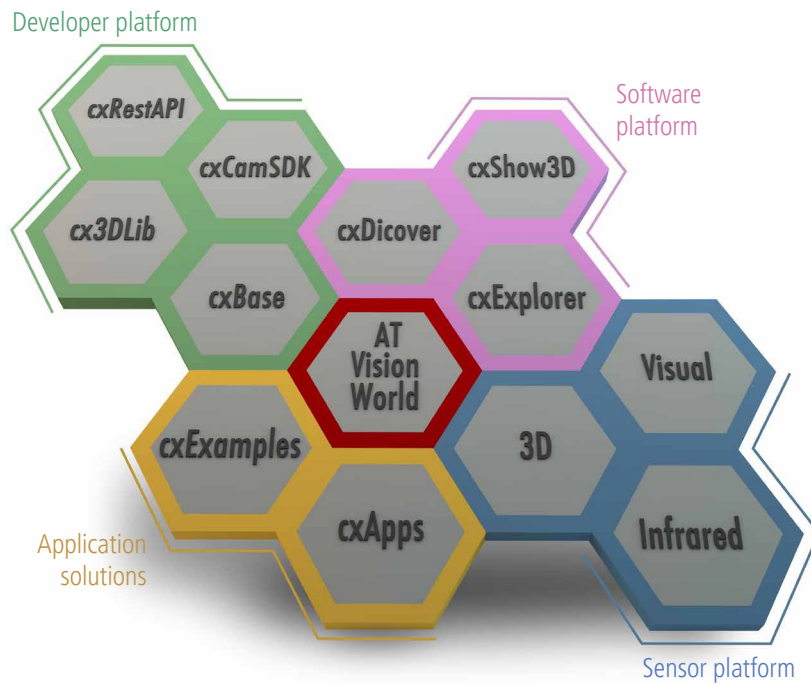 Developer platform
cxRestAPI
cxCamSDK
cx3DLib
cxBase
Software
platform
cxShow3D
cxDicover
cxExplorer
AT
Vision
World
Visual
3D
Infrared
cxExamples
cxApps
Application
solutions
Sensor platform